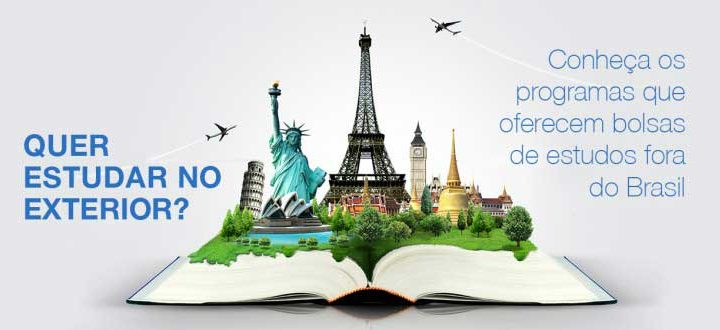 QUER
ESTUDAR NO
EXTERIOR?
Conheça os
programas que
oferecem bolsas
de estudos fora
do Brasil